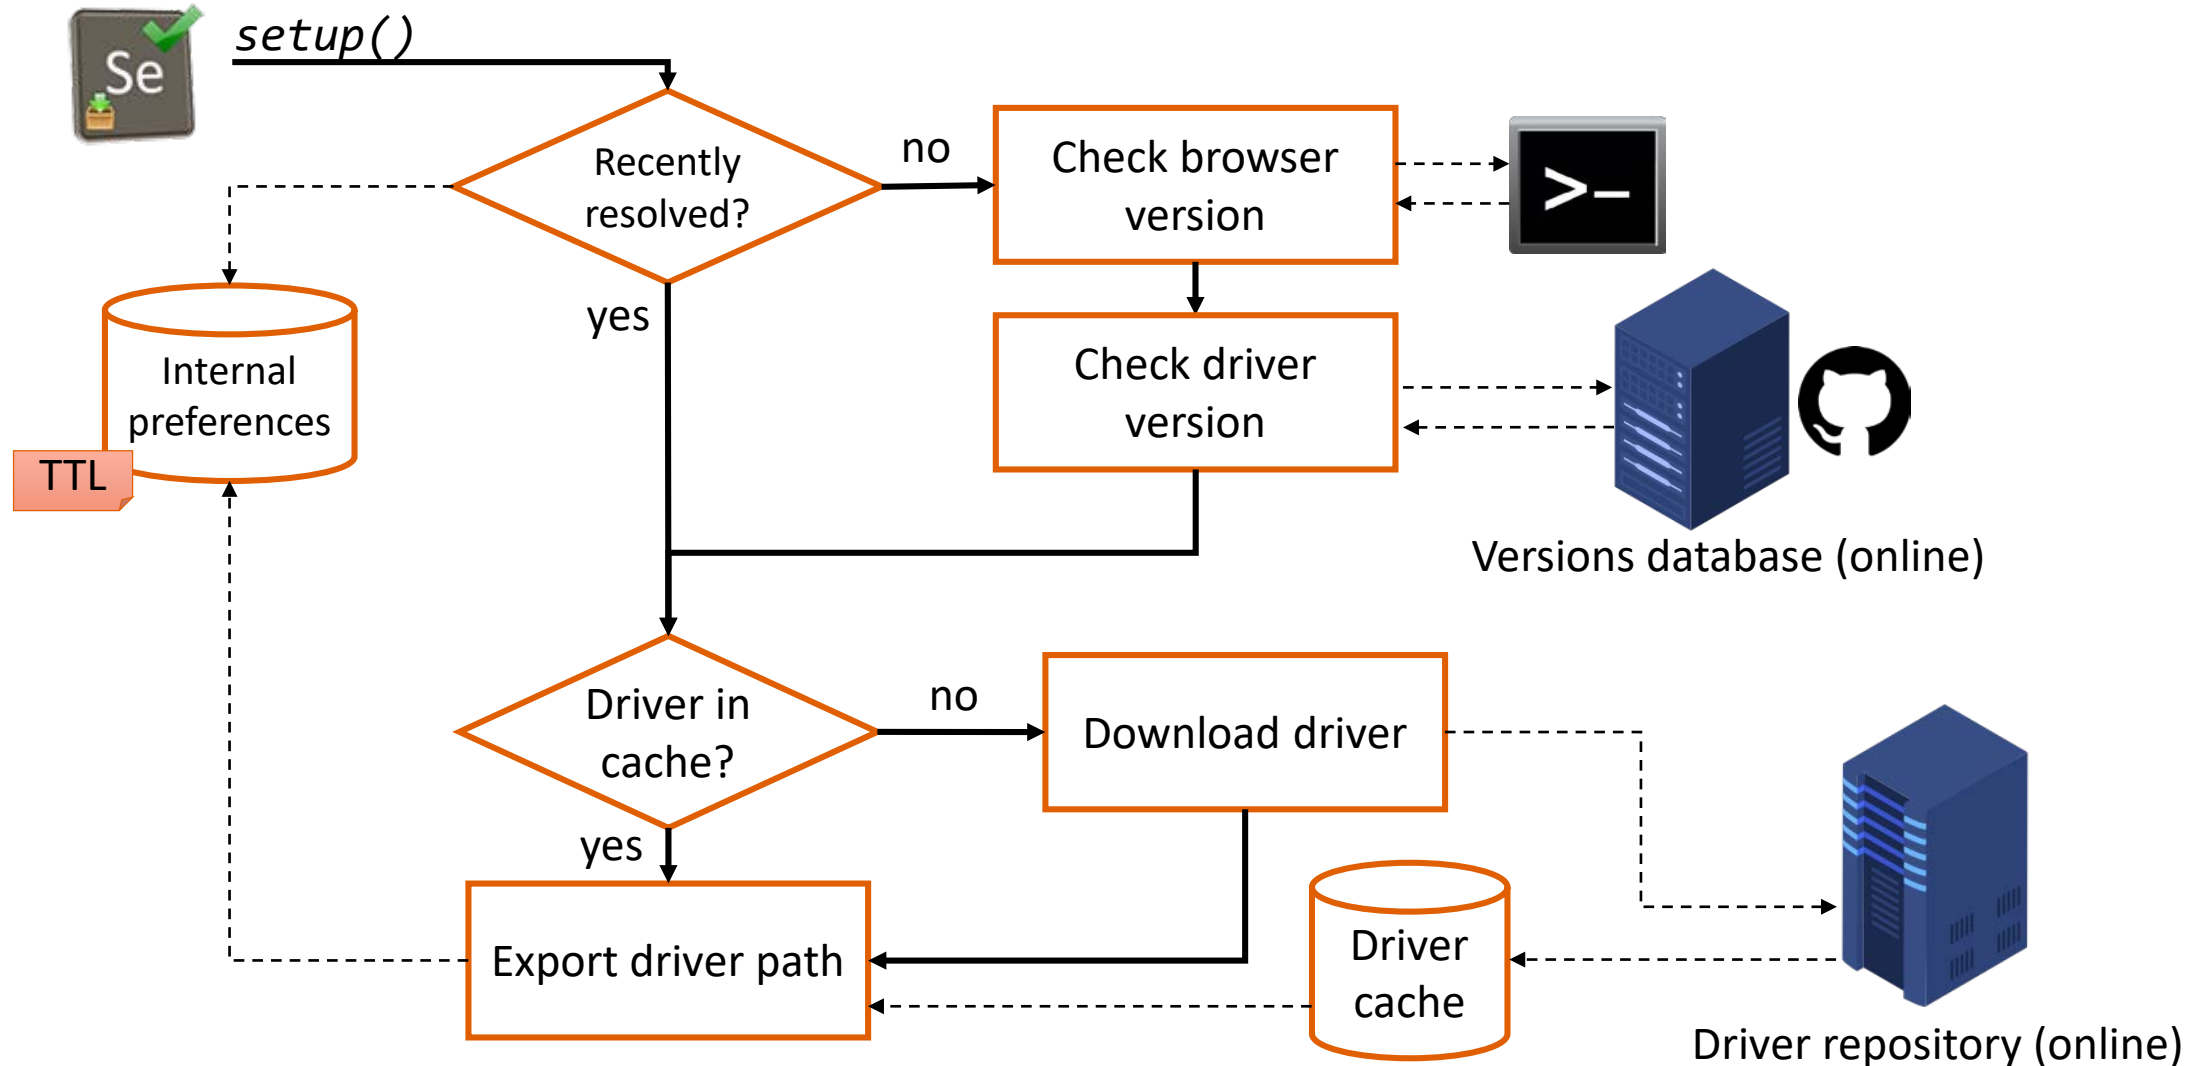 Se
setup()
Recently
resolved?
no
Check browser
version
>–
yes
Internal
preferences
TTL
Check driver
version
Versions database (online)
Driver in
cache?
no
Download driver
yes
Export driver path
Driver
cache
Driver repository (online)